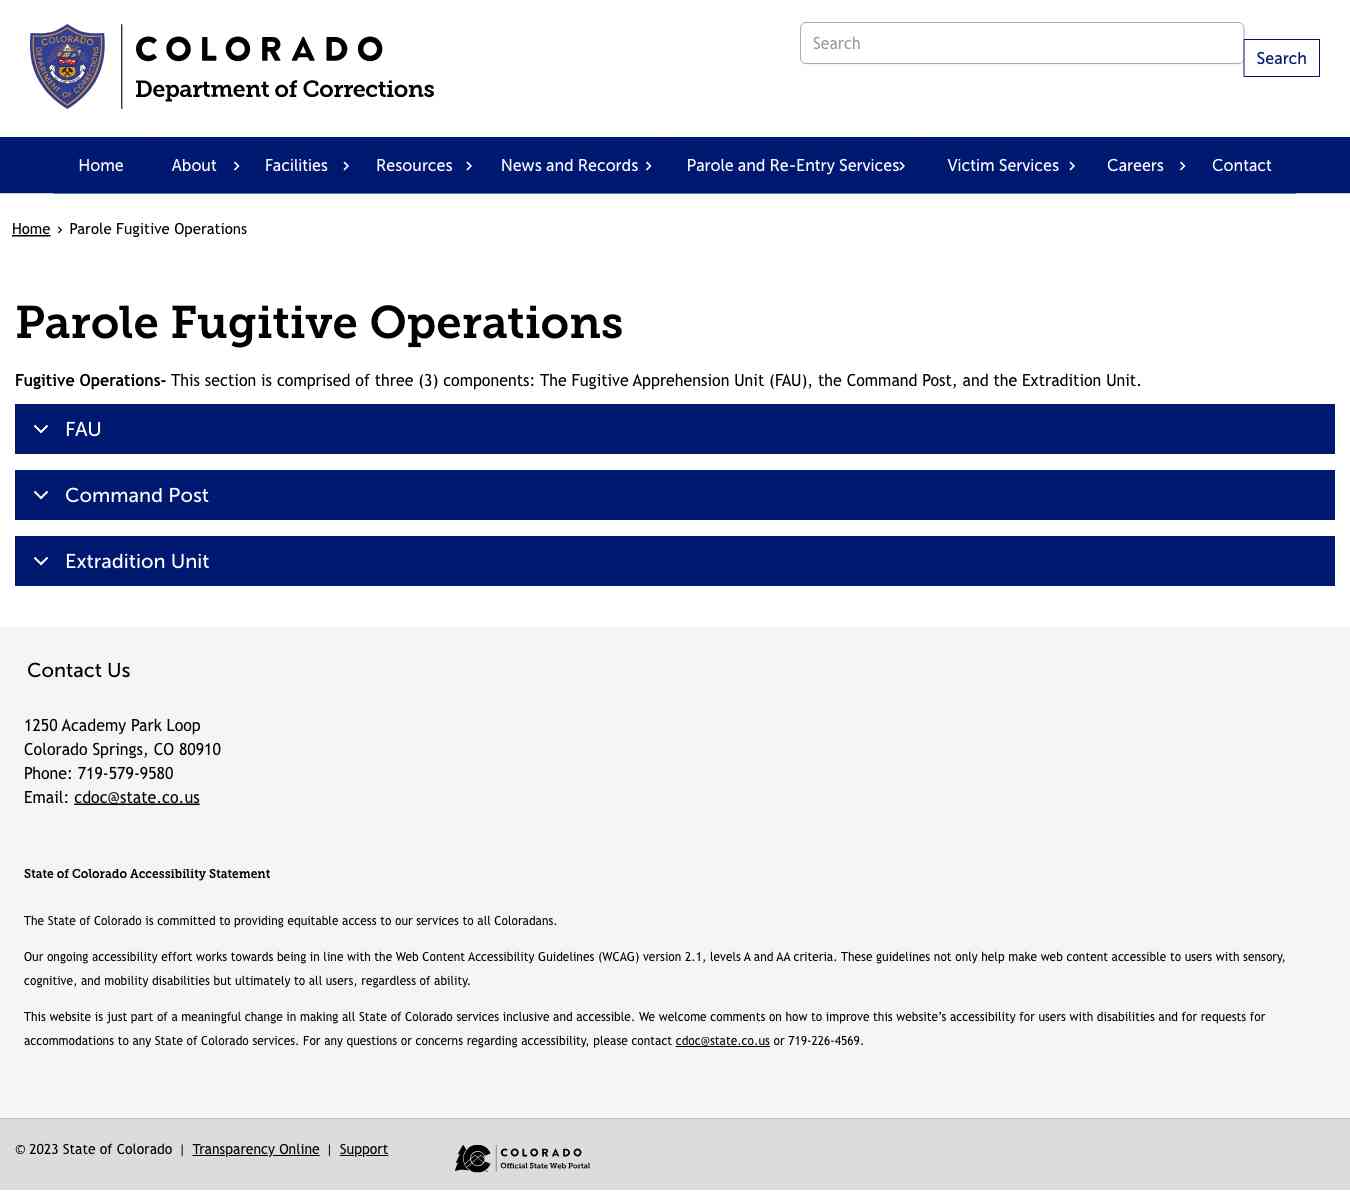 COLORADO
Department of Corrections
Search
Search
Home
About
Facilities
Resources
News and Records
Parole and Re-Entry Services
Victim Services
Careers
Contact
Home › Parole Fugitive Operations
Parole Fugitive Operations
Fugitive Operations- This section is comprised of three (3) components: The Fugitive Apprehension Unit (FAU), the Command Post, and the Extradition Unit.
FAU
Command Post
Extradition Unit
Contact Us
1250 Academy Park Loop
Colorado Springs, CO 80910
Phone: 719-579-9580
Email: cdoc@state.co.us
State of Colorado Accessibility Statement
The State of Colorado is committed to providing equitable access to our services to all Coloradans.
Our ongoing accessibility effort works towards being in line with the Web Content Accessibility Guidelines (WCAG) version 2.1, levels A and AA criteria. These guidelines not only help make web content accessible to users with sensory,
cognitive, and mobility disabilities but ultimately to all users, regardless of ability.
This website is just part of a meaningful change in making all State of Colorado services inclusive and accessible. We welcome comments on how to improve this website’s accessibility for users with disabilities and for requests for
accommodations to any State of Colorado services. For any questions or concerns regarding accessibility, please contact cdoc@state.co.us or 719-226-4569.
© 2023 State of Colorado | Transparency Online | Support
COLORADO
Official State Web Portal